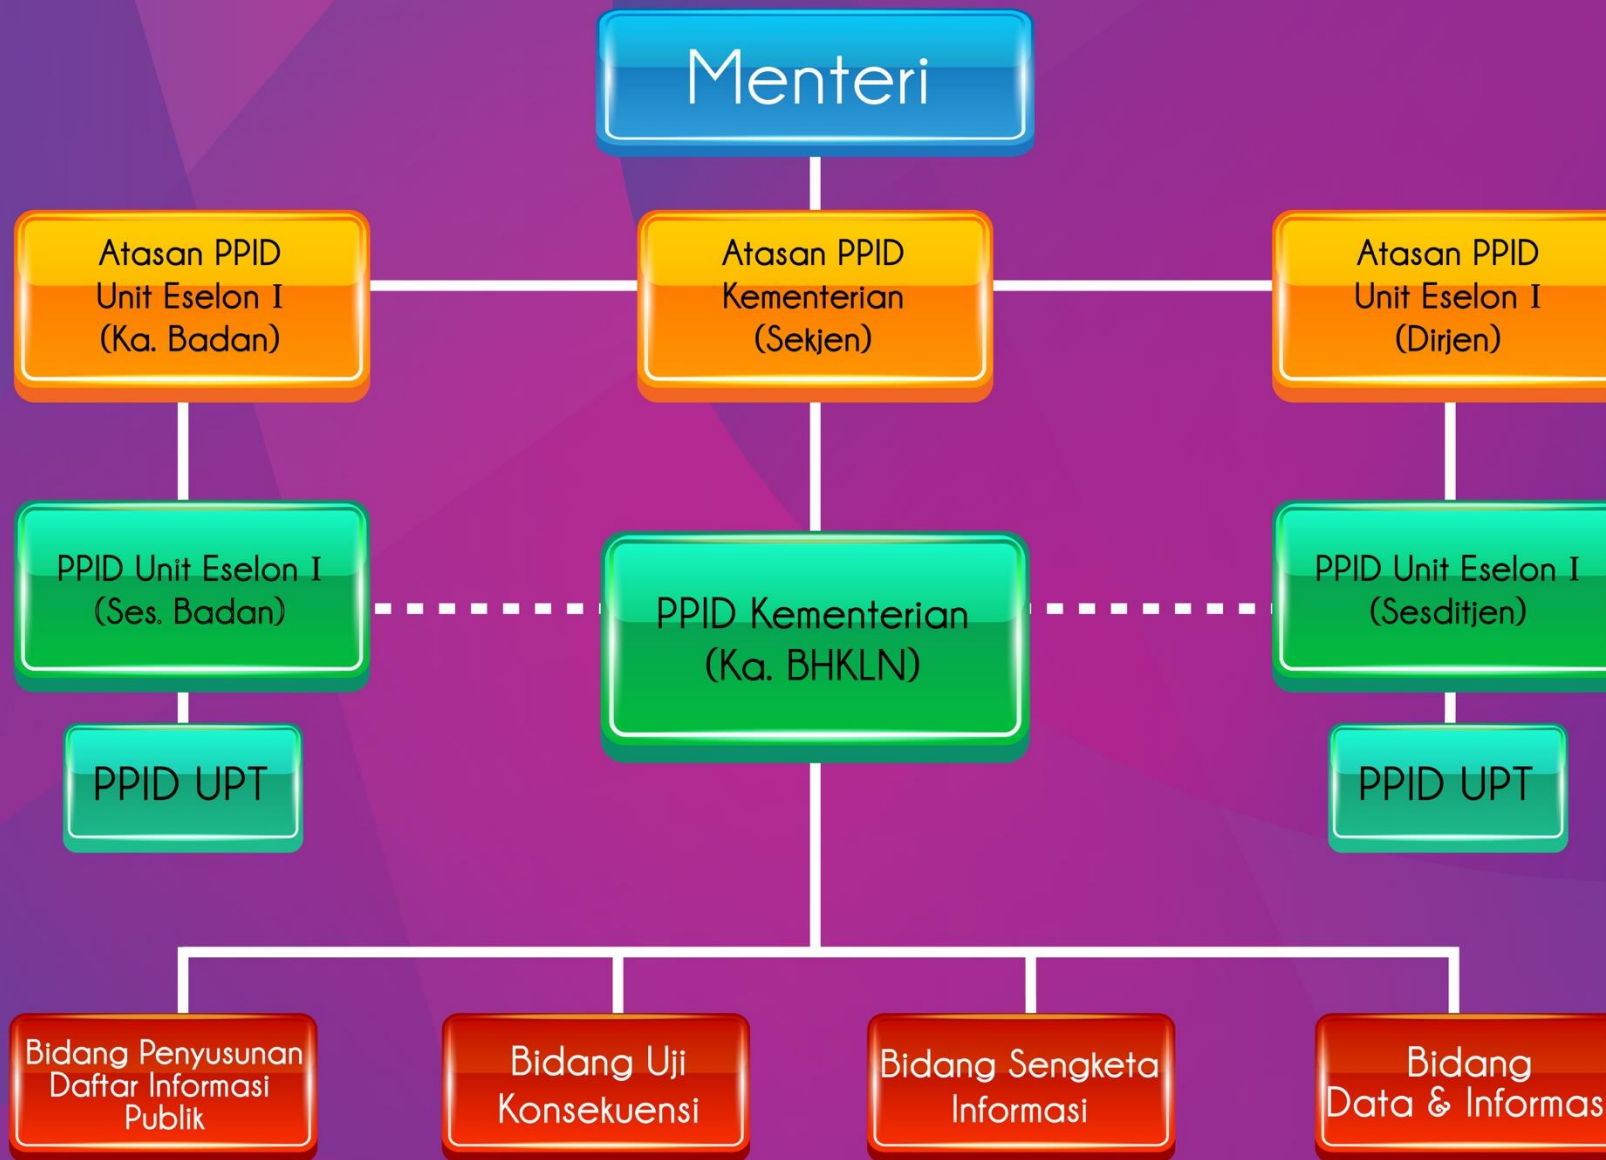 Menteri
Atasan PPID
Unit Eselon I
(Ka. Badan)
Atasan PPID
Kementerian
(Sekjen)
Atasan PPID
Unit Eselon I
(Dirjen)
PPID Unit Eselon I
(Ses. Badan)
PPID Kementerian
(Ka. BHKLN)
PPID Unit Eselon I
(Sesditjen)
PPID UPT
PPID UPT
Bidang Penyusunan
Daftar Informasi
Publik
Bidang Uji
Konsekuensi
Bidang Sengketa
Informasi
Bidang
Data & Informas